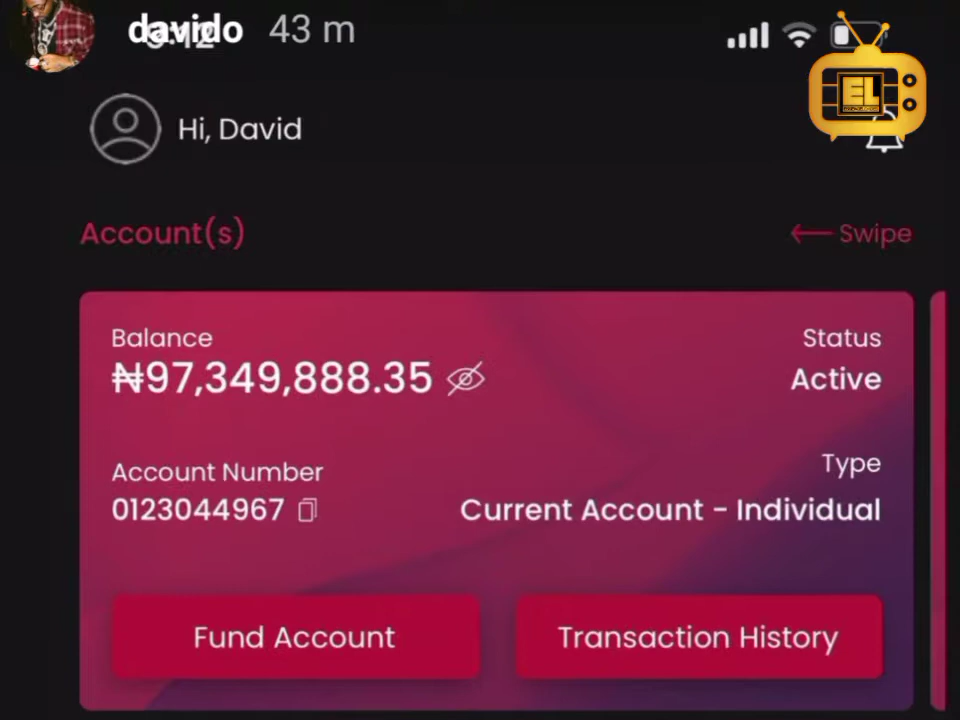 davido 43 m
Hi, David
Account(s)
Swipe
Balance
Status
₦97,349,888.35
Active
Account Number
Type
0123044967
Current Account - Individual
Fund Account
Transaction History
EL